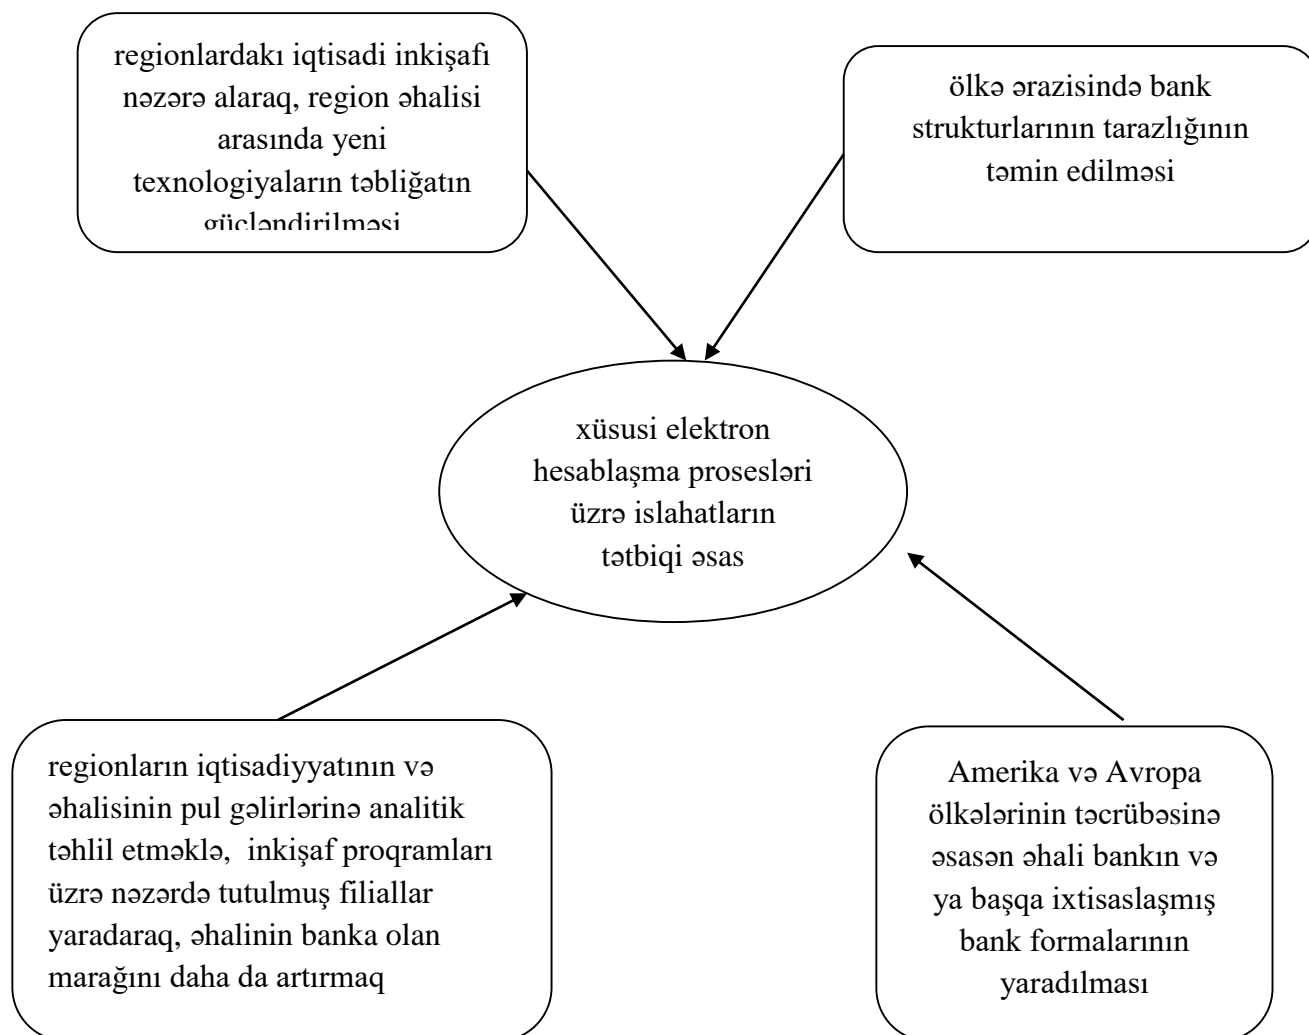 regionlardakı iqtisadi inkişafı
nəzərə alaraq, region əhalisi
arasında yeni
texnologiyaların təbliğatın
gücləndirilməsi
ölkə ərazisində bank
strukturlarının tarazlığının
təmin edilməsi
xüsusi elektron
hesablaşma prosesləri
üzrə islahatların
tətbiqi əsas
regionların iqtisadiyyatının və
əhalisinin pul gəlirlərinə analitik
təhlil etməklə,  inkişaf proqramları
üzrə nəzərdə tutulmuş filiallar
yaradaraq, əhalinin banka olan
marağını daha da artırmaq
Amerika və Avropa
ölkələrinin təcrübəsinə
əsasən əhali bankın və
ya başqa ixtisaslaşmış
bank formalarının
yaradılması